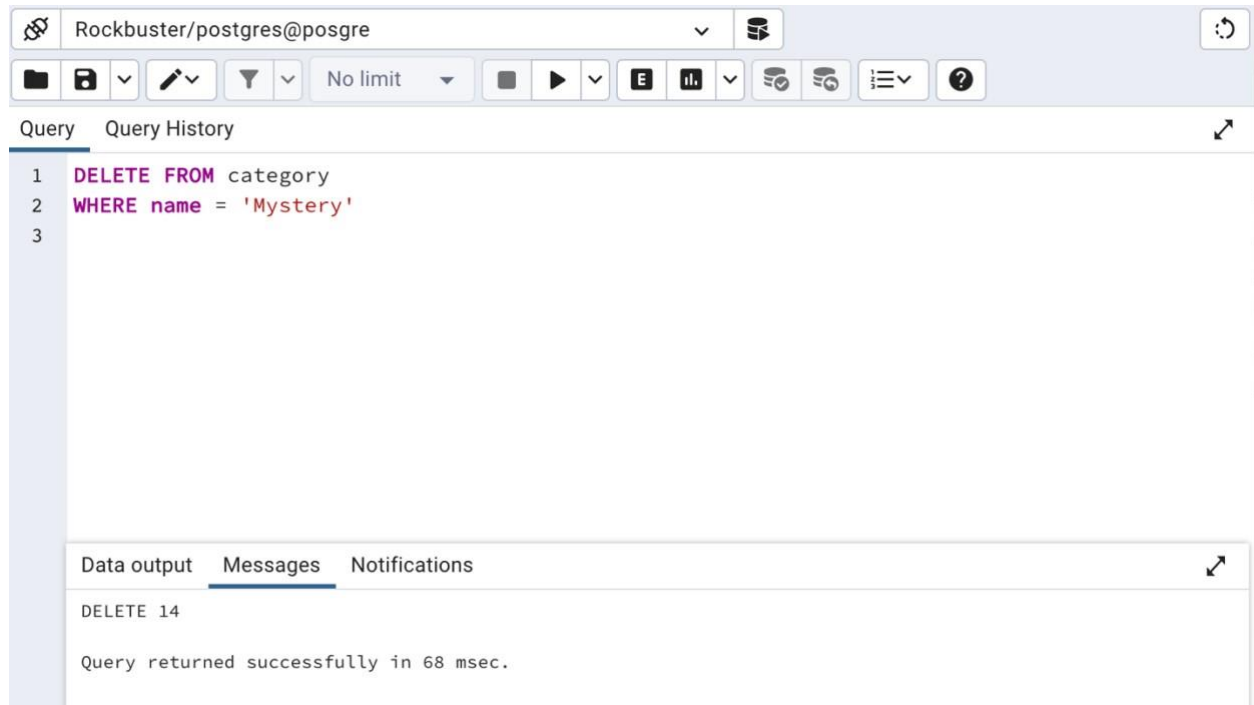 Rockbuster/postgres@posgre
No limit
E
Query Query History
1 DELETE FROM category
2 WHERE name = 'Mystery'
3
Data output Messages Notifications
DELETE 14
Query returned successfully in 68 msec.